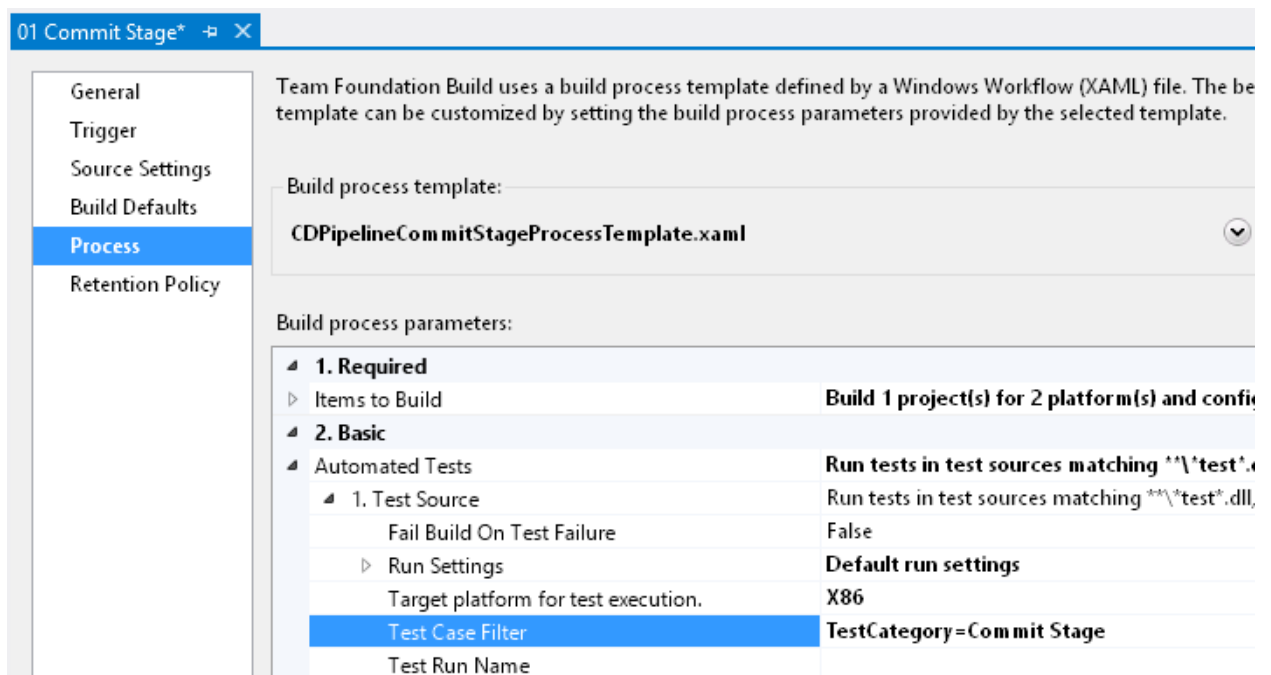 01 Commit Stage*
General
Trigger
Source Settings
Build Defaults
Process
Retention Policy
Team Foundation Build uses a build process template defined by a Windows Workflow (XAML) file. The be
template can be customized by setting the build process parameters provided by the selected template.
Build process template:
CDPipelineCommitStageProcessTemplate.xaml
Build process parameters:
1. Required
Items to Build Build 1 project(s) for 2 platform(s) and config
2. Basic
Automated Tests Run tests in test sources matching **\*test*.d
1. Test Source Run tests in test sources matching **\*test*.dll,
Fail Build On Test Failure False
Run Settings Default run settings
Target platform for test execution. X86
Test Case Filter TestCategory=Commit Stage
Test Run Name